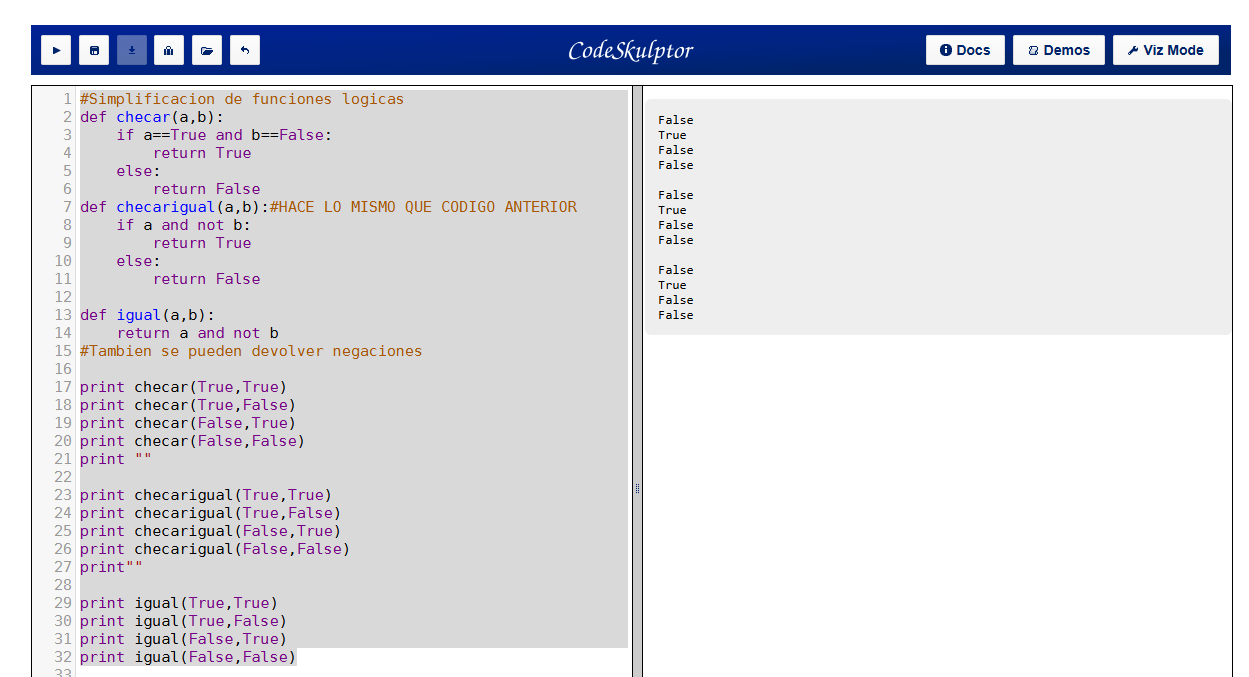 CodeSkulptor
Docs
Demos
Viz Mode
1 #Simplificacion de funciones logicas
2 def checar(a,b):
3     if a==True and b==False:
4         return True
5     else:
6         return False
7 def checarigual(a,b):#HACE LO MISMO QUE CODIGO ANTERIOR
8     if a and not b:
9         return True
10     else:
11         return False
12
13 def igual(a,b):
14     return a and not b
15 #Tambien se pueden devolver negaciones
16
17 print checar(True,True)
18 print checar(True,False)
19 print checar(False,True)
20 print checar(False,False)
21 print ""
22
23 print checarigual(True,True)
24 print checarigual(True,False)
25 print checarigual(False,True)
26 print checarigual(False,False)
27 print""
28
29 print igual(True,True)
30 print igual(True,False)
31 print igual(False,True)
32 print igual(False,False)
33
False
True
False
False
False
True
False
False
False
True
False
False